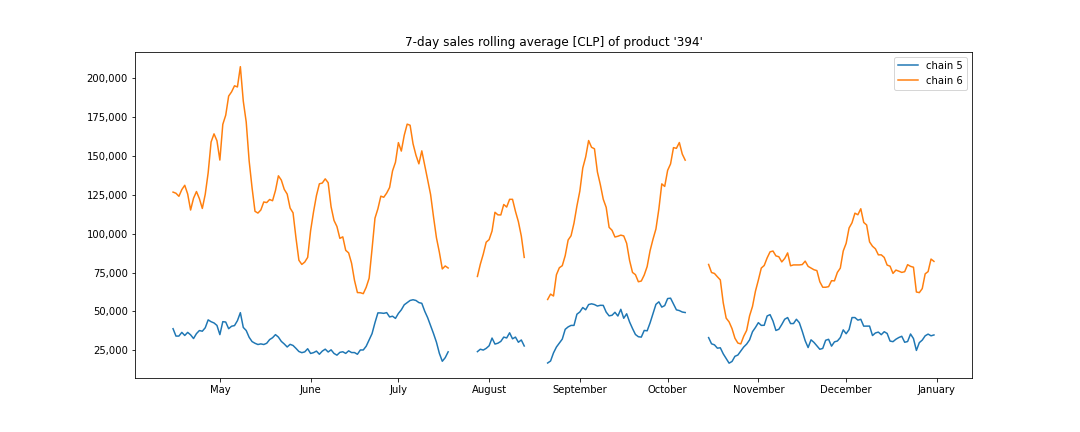 7-day sales rolling average [CLP] of product '394'
chain 5
chain 6
200,000
175,000
150,000
125,000
100,000
75,000
50,000
25,000
May June July August September October November December January